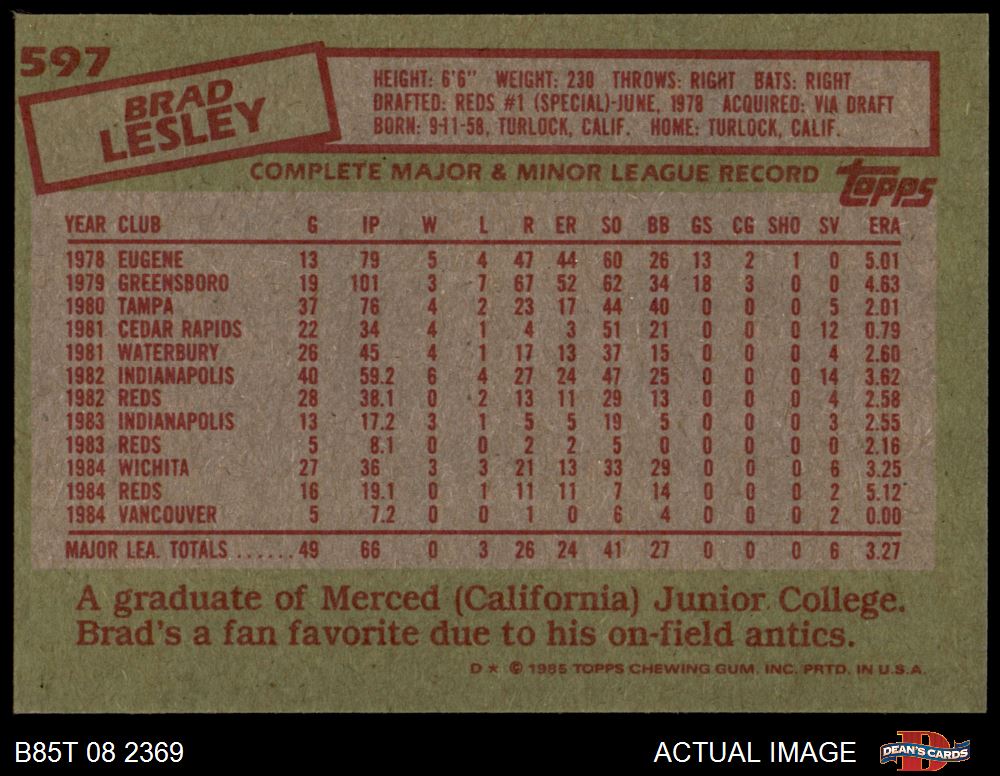 597
BRAD
LESLEY
HEIGHT: 6'6" WEIGHT: 230 THROWS: RIGHT BATS: RIGHT
DRAFTED: REDS #1 (SPECIAL)-JUNE, 1978 ACQUIRED: VIA DRAFT
BORN: 9-11-58, TURLOCK, CALIF. HOME: TURLOCK, CALIF.
COMPLETE MAJOR & MINOR LEAGUE RECORD topps
YEAR CLUB G IP W L R ER SO BB GS CG SHO SV ERA
1978 EUGENE 13 79 5 4 47 44 60 26 13 2 1 0 5.01
1979 GREENSBORO 19 101 3 7 67 52 62 34 18 3 0 0 4.63
1980 TAMPA 37 76 4 2 23 17 44 40 0 0 0 5 2.01
1981 CEDAR RAPIDS 22 34 4 1 4 3 51 21 0 0 0 12 0.79
1981 WATERBURY 26 45 4 1 17 13 37 15 0 0 0 4 2.60
1982 INDIANAPOLIS 40 59.2 6 4 27 24 47 25 0 0 0 14 3.62
1982 REDS 28 38.1 0 2 13 11 29 13 0 0 0 4 2.58
1983 INDIANAPOLIS 13 17.2 3 1 5 5 19 5 0 0 0 3 2.55
1983 REDS 5 8.1 0 0 2 2 5 0 0 0 0 0 2.16
1984 WICHITA 27 36 3 3 21 13 33 29 0 0 0 6 3.25
1984 REDS 16 19.1 0 1 11 11 7 14 0 0 0 2 5.12
1984 VANCOUVER 5 7.2 0 0 1 0 6 4 0 0 0 2 0.00
MAJOR LEA. TOTALS ......49 66 0 3 26 24 41 27 0 0 0 6 3.27
A graduate of Merced (California) Junior College.
Brad's a fan favorite due to his on-field antics.
D * © 1985 TOPPS CHEWING GUM, INC. PRTD. IN U.S.A.
B85T 08 2369 ACTUAL IMAGE D DEAN'S CARDS